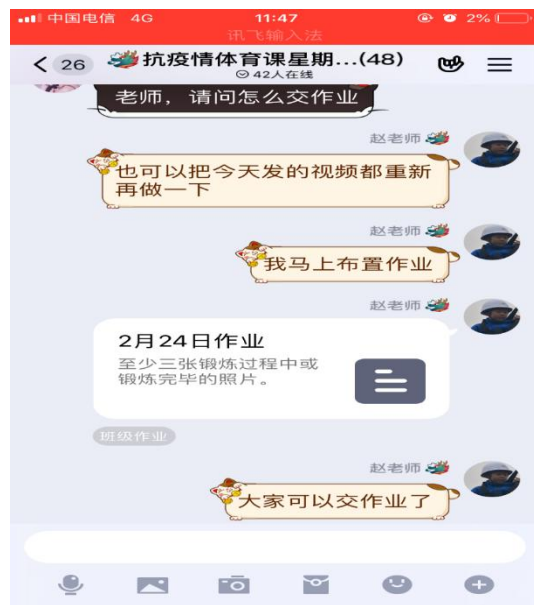 中国电信 4G 11:47 2%
讯飞输入法
26 抗疫情体育课星期...(48)
42人在线
老师，请问怎么交作业
赵老师
也可以把今天发的视频都重新
再做一下
赵老师
我马上布置作业
赵老师
2月24日作业
至少三张锻炼过程中或
锻炼完毕的照片。
班级作业
赵老师
大家可以交作业了